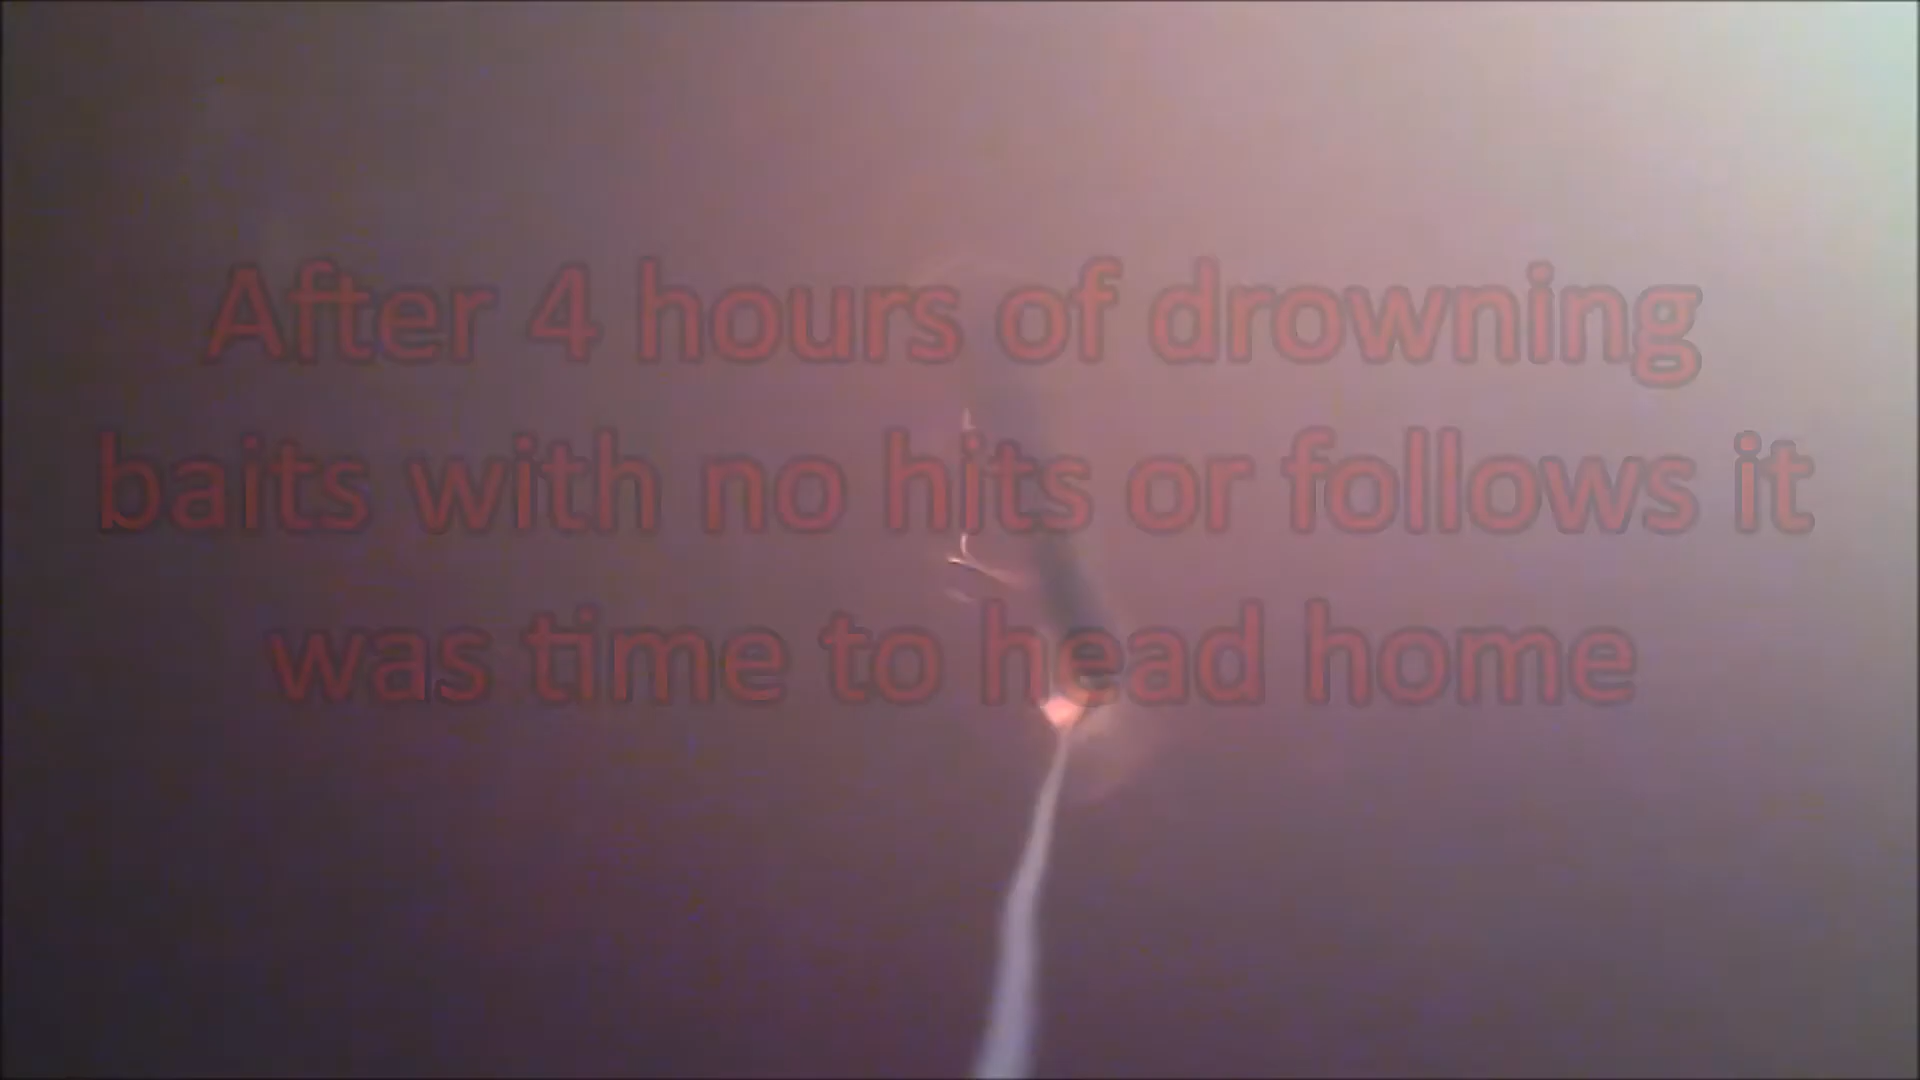 After 4 hours of drowning
baits with no hits or follows it
was time to head home